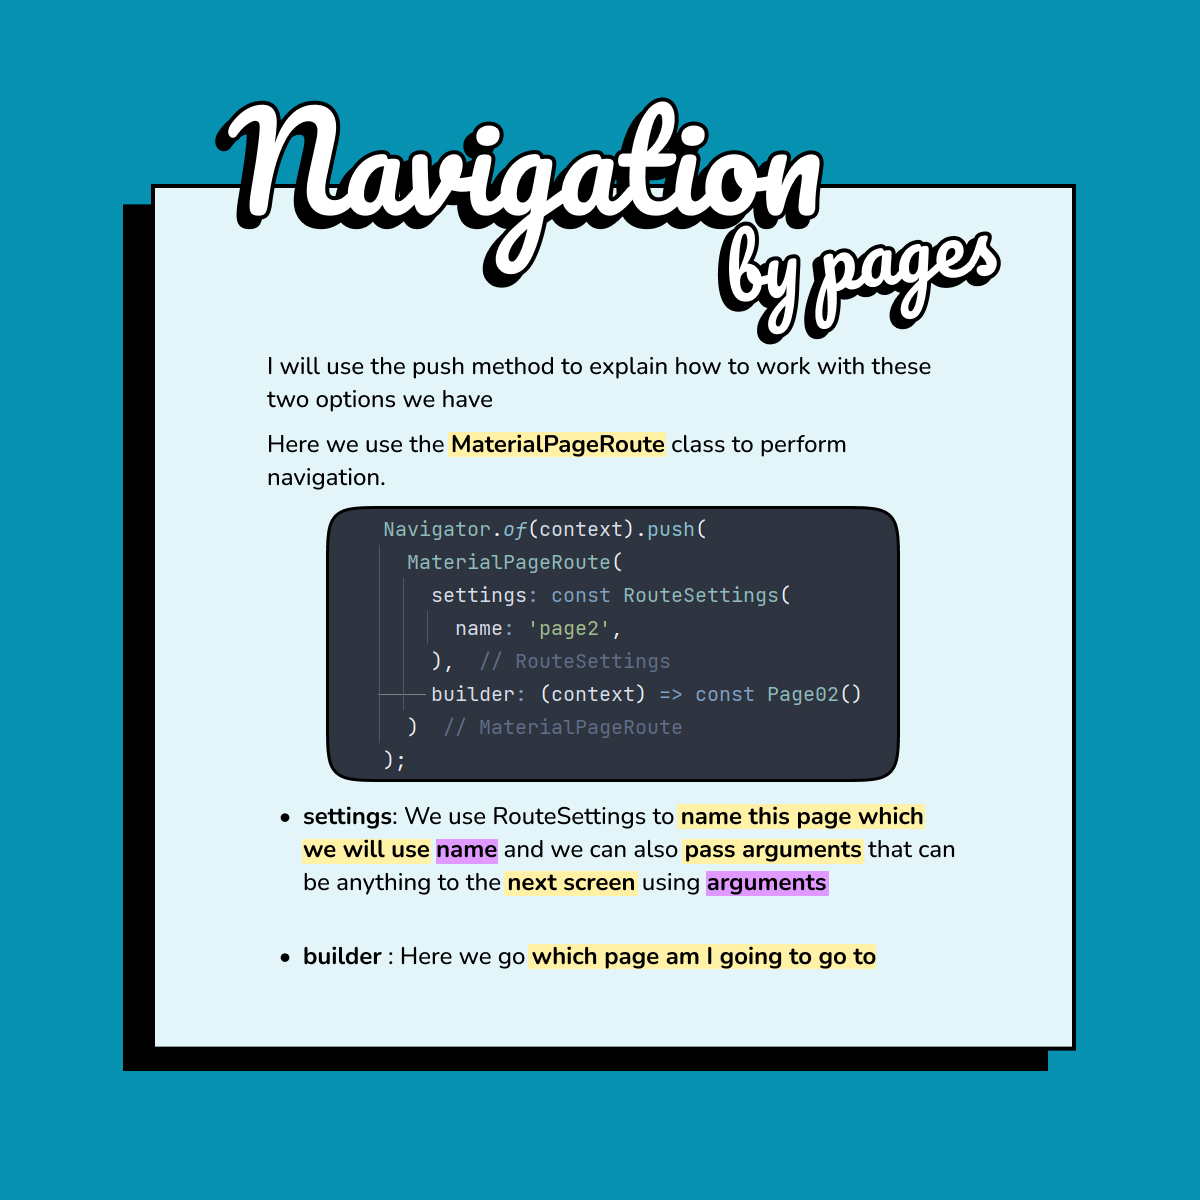 Navigation
by pages
I will use the push method to explain how to work with these
two options we have
Here we use the MaterialPageRoute class to perform
navigation.
Navigator.of(context).push(
MaterialPageRoute(
settings: const RouteSettings(
name: 'page2',
), // RouteSettings
builder: (context) => const Page02()
) // MaterialPageRoute
);
• settings: We use RouteSettings to name this page which
we will use name and we can also pass arguments that can
be anything to the next screen using arguments
• builder : Here we go which page am I going to go to